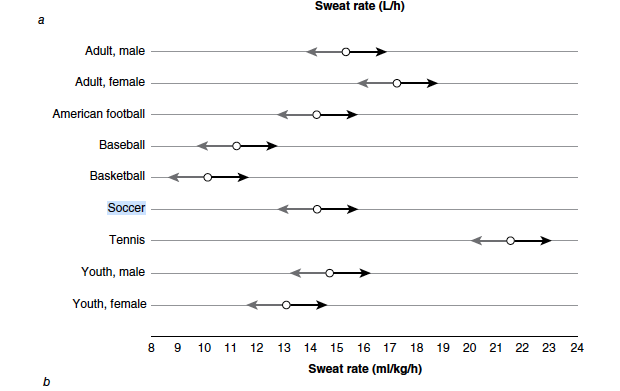 Sweat rate (L/h)
a
Adult, male
Adult, female
American football
Baseball
Basketball
Soccer
Tennis
Youth, male
Youth, female
8 9 10 11 12 13 14 15 16 17 18 19 20 21 22 23 24
Sweat rate (ml/kg/h)
b